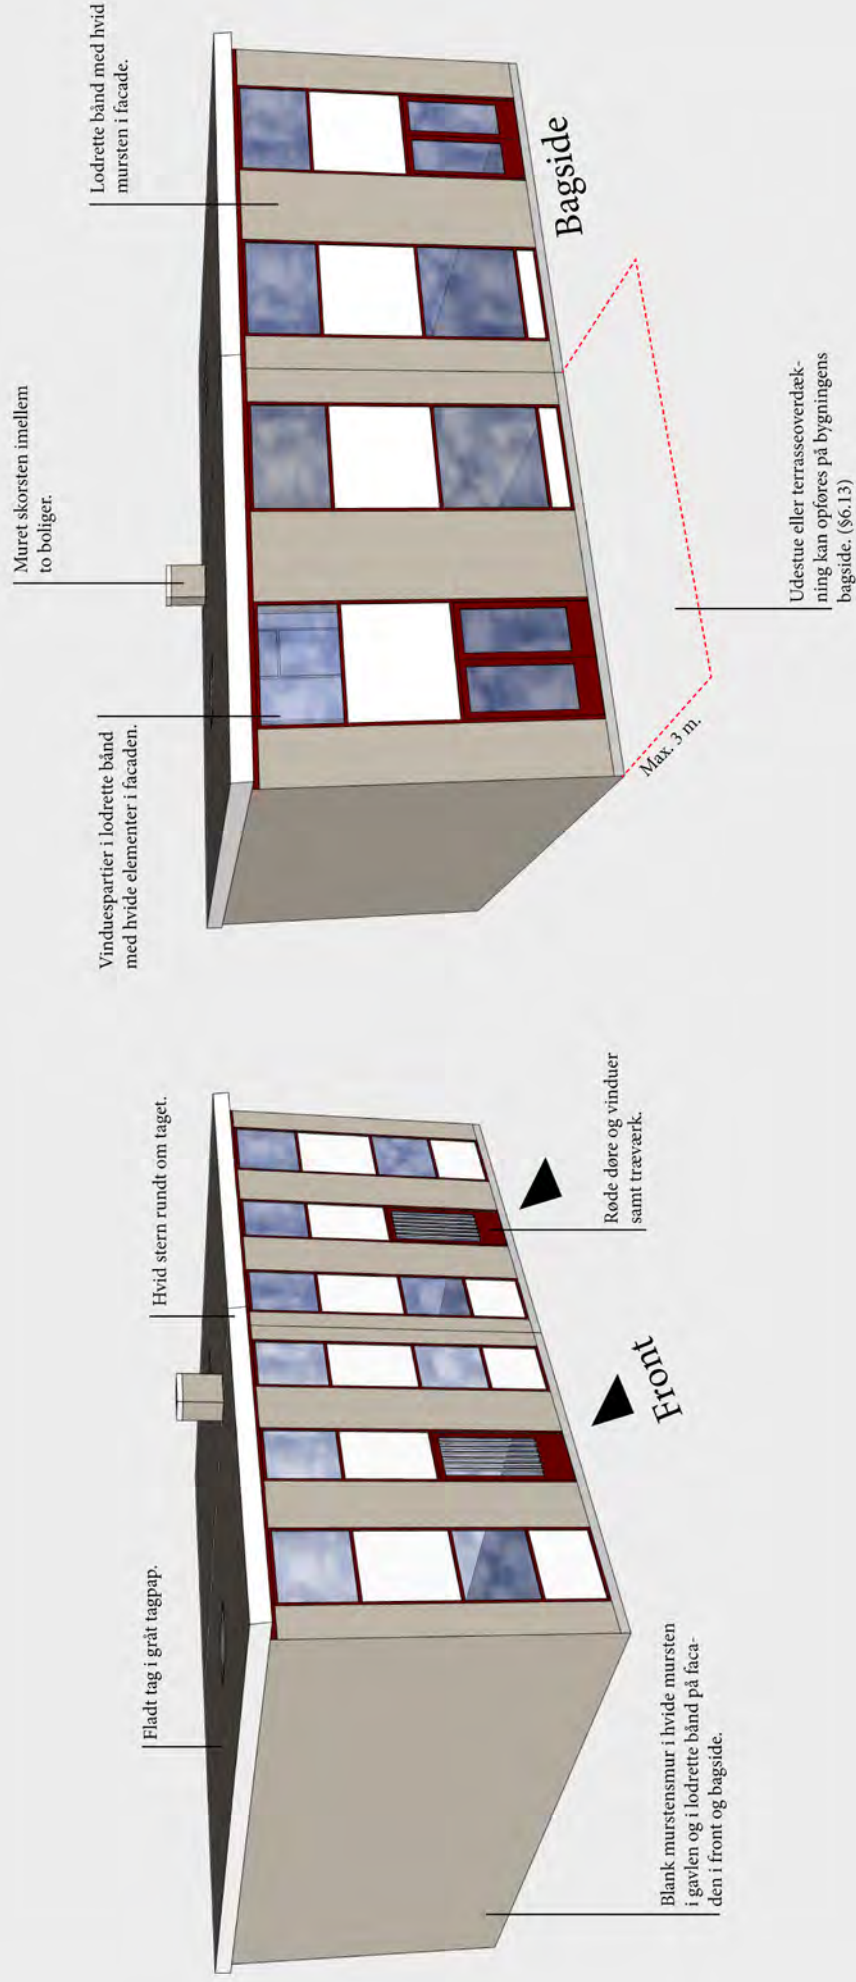 Fladt tag i gråt tagpap.
Hvid stern rundt om taget.
Blank murstensmur i hvide mursten
i gavlen og i lodrette bånd på faca-
den i front og bagside.
Front
Røde døre og vinduer
samt træværk.
Vinduespartier i lodrette bånd
med hvide elementer i facaden.
Muret skorsten imellem
to boliger.
Lodrette bånd med hvid
mursten i facade.
Max. 3 m.
Bagside
Udestue eller terrasseoverdæk-
ning kan opføres på bygningens
bagside. (§6.13)